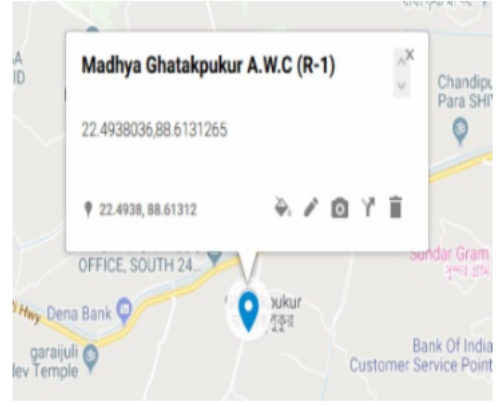 Madhya Ghatakpukur A.W.C (R-1)
22.4938036,88.6131265
22.4938, 88.61312
Chandipu
Para SHI
OFFICE, SOUTH 24...
Sundar Gram
pukur
Hwy
Dena Bank
garaijuli
dev Temple
Bank Of India
Customer Service Point